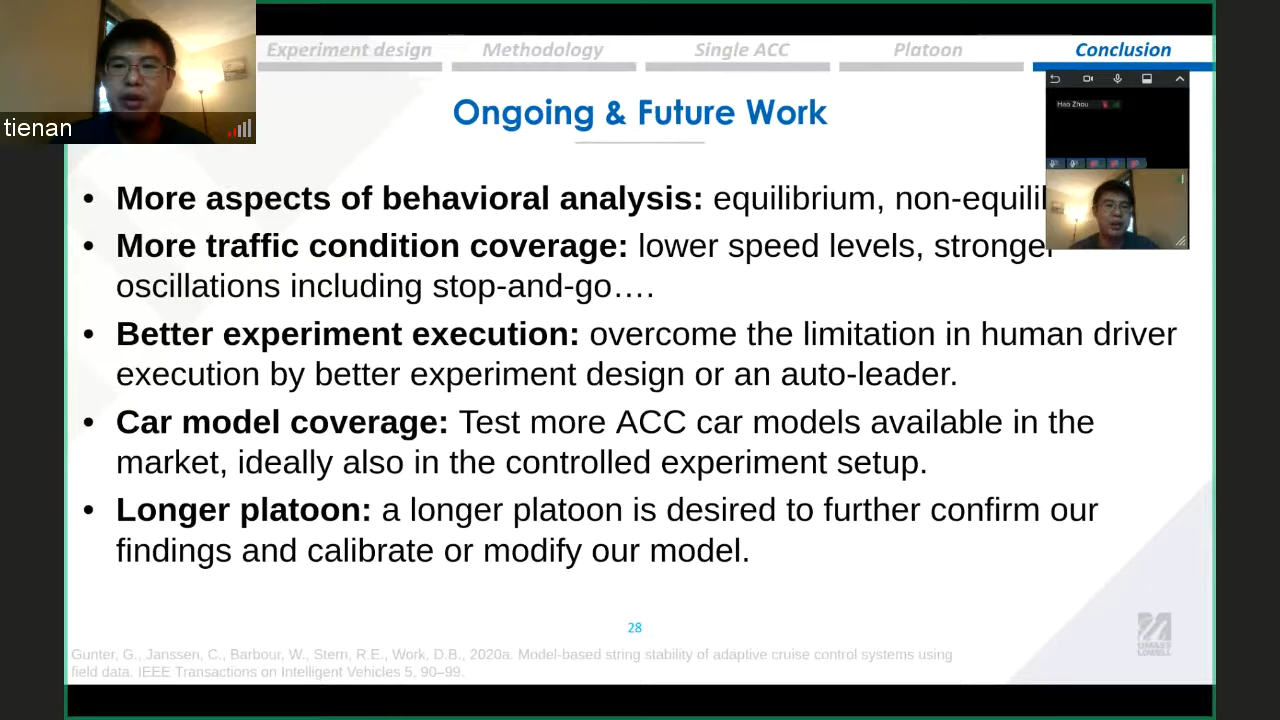 Experiment design
Methodology
Single ACC
Platoon
Conclusion
tienan
Hao Zhou
Ongoing & Future Work
• More aspects of behavioral analysis: equilibrium,
• More traffic condition coverage: lower speed levels, stronger
oscillations including stop-and-go….
• Better experiment execution: overcome the limitation in human driver
execution by better experiment design or an auto-leader.
• Car model coverage: Test more ACC car models available in the
market, ideally also in the controlled experiment setup.
• Longer platoon: a longer platoon is desired to further confirm our
findings and calibrate or modify our model.
28
Gunter, G., Janssen, C., Barbour, W., Stern, R.E., Work, D.B., 2020a. Model-based string stability of adaptive cruise control systems using
field data. IEEE Transactions on Intelligent Vehicles 5, 90–99.
UMASS
LOWELL